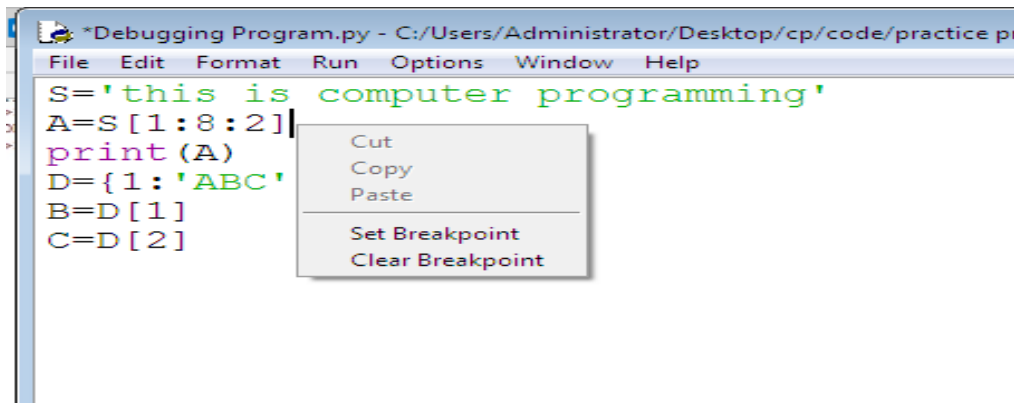 *Debugging Program.py - C:/Users/Administrator/Desktop/cp/code/practice p
File Edit Format Run Options Window Help
S='this is computer programming'
A=S[1:8:2]
print(A)
D={1:'ABC'
B=D[1]
C=D[2]
Cut
Copy
Paste
Set Breakpoint
Clear Breakpoint